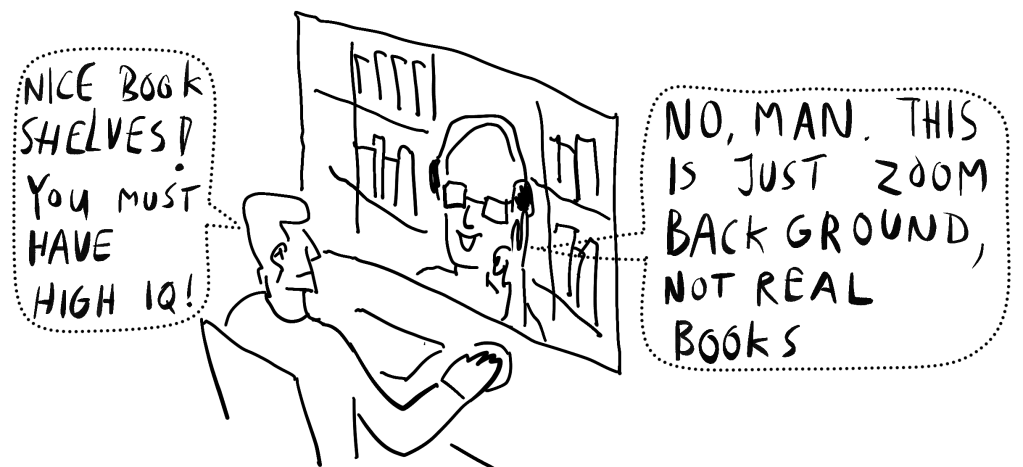 NICE BOOK
SHELVES!
YOU MUST
HAVE
HIGH IQ!
NO, MAN. THIS
IS JUST ZOOM
BACKGROUND,
NOT REAL
BOOKS